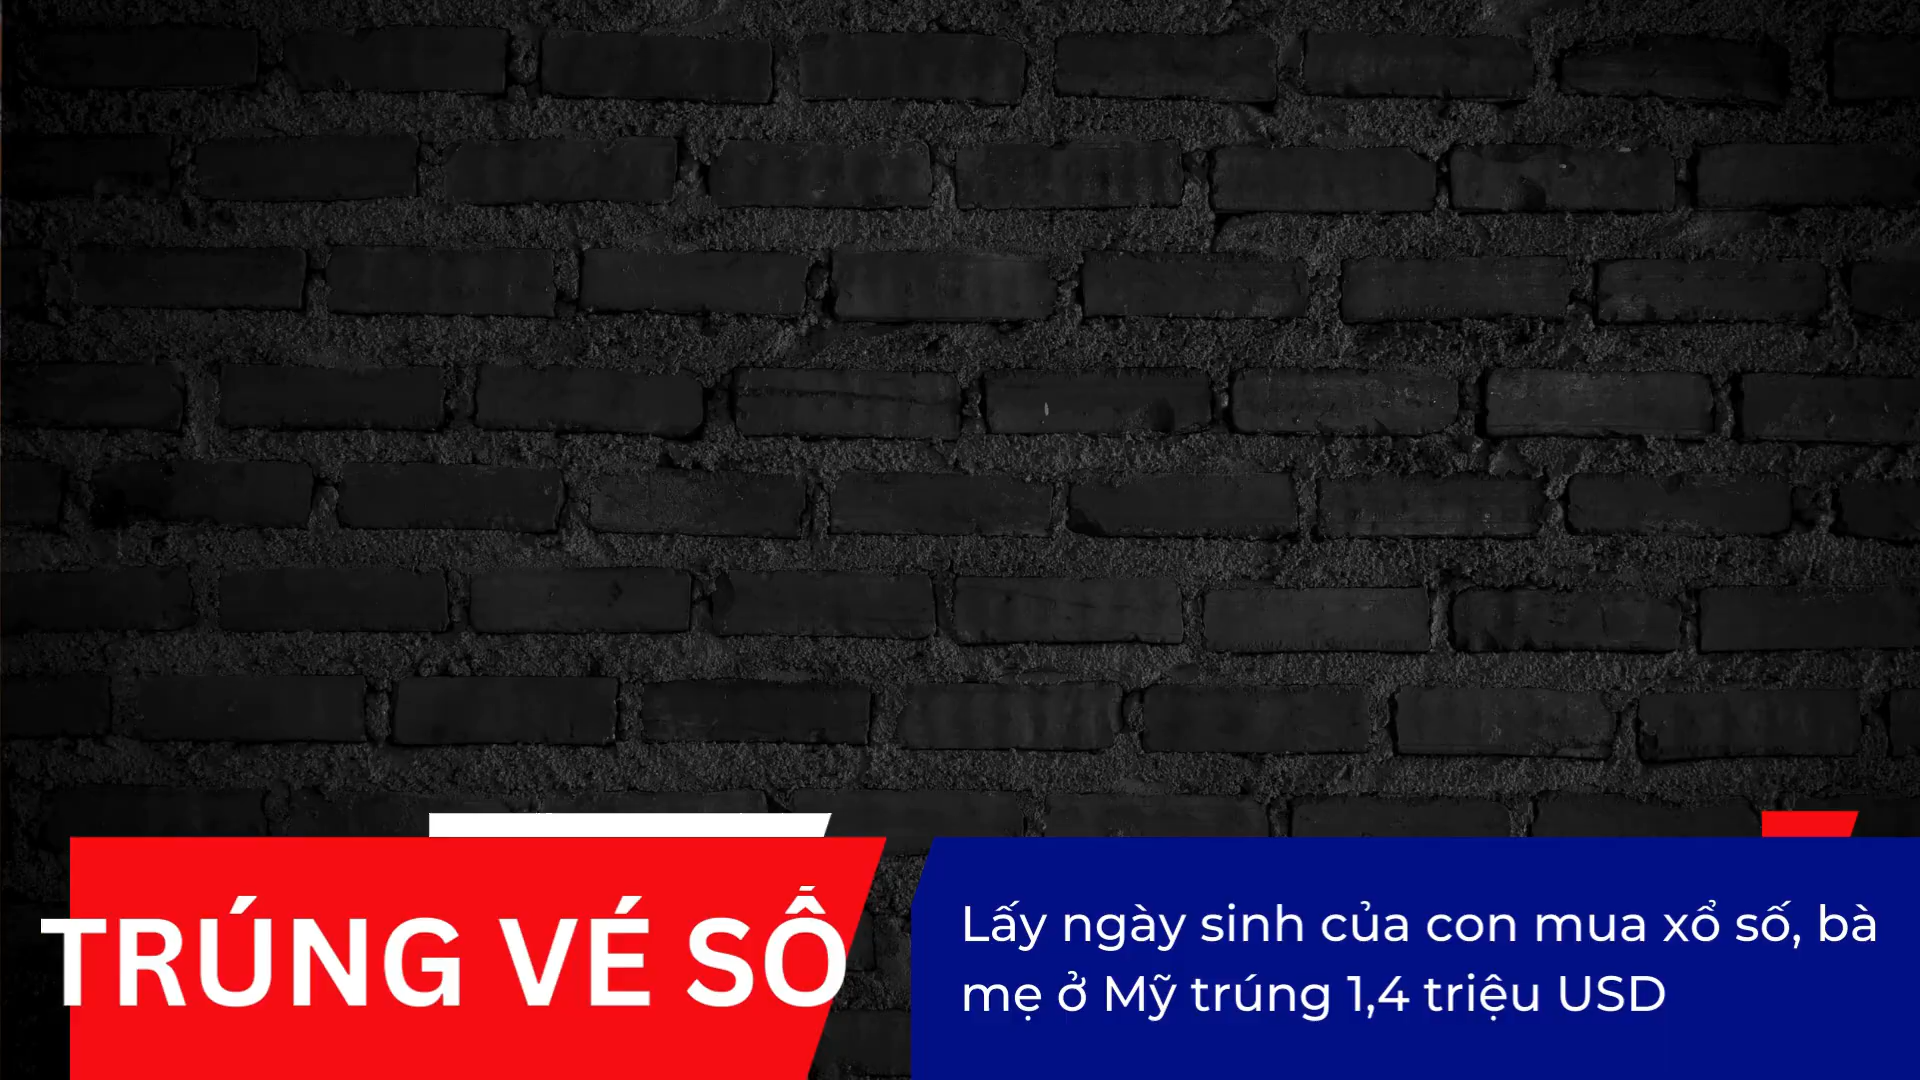 TRÚNG VÉ SỐ
Lấy ngày sinh của con mua xổ số, bà
mẹ ở Mỹ trúng 1,4 triệu USD